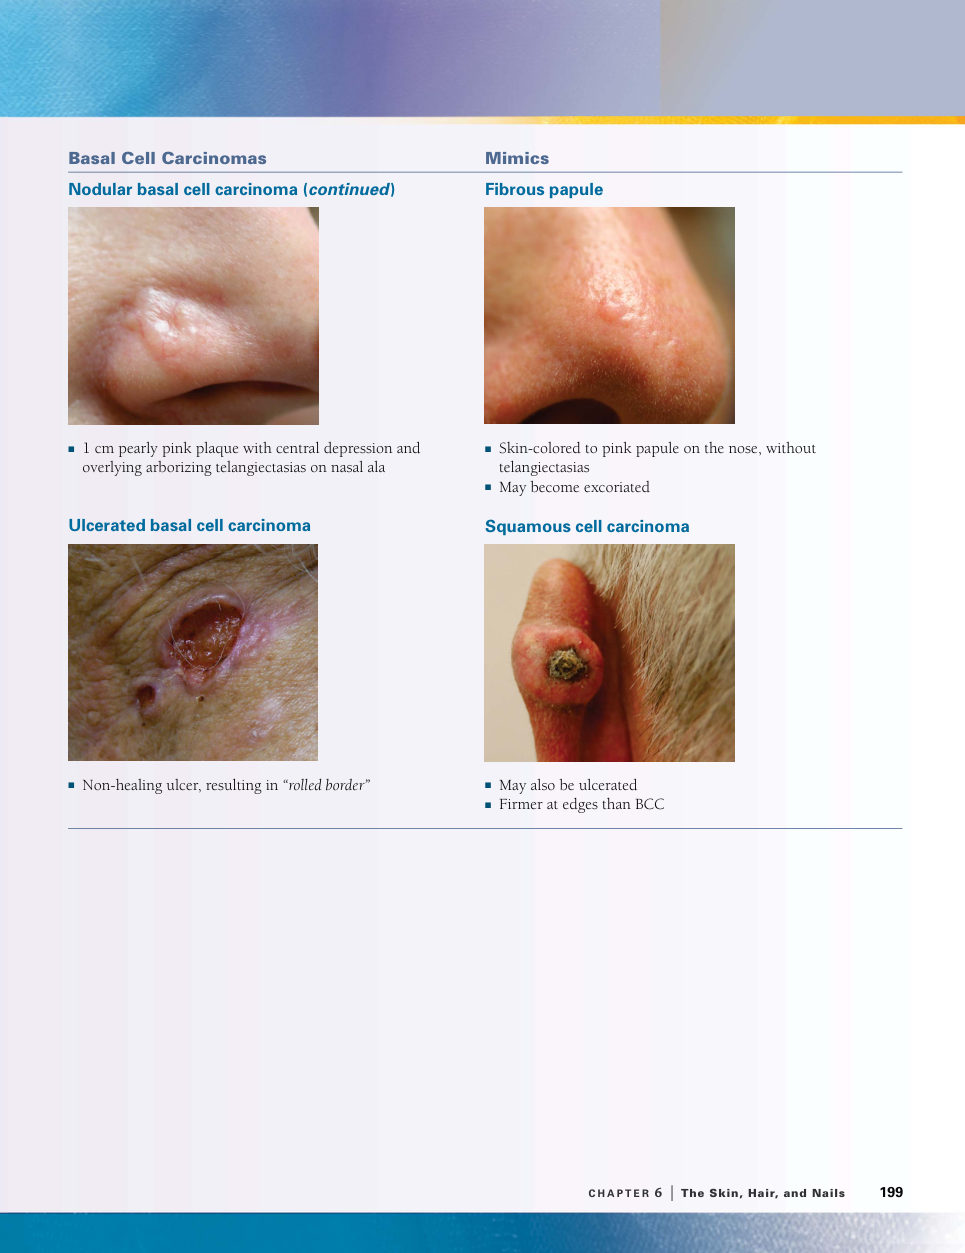 Basal Cell Carcinomas
Mimics
Nodular basal cell carcinoma (continued)
Fibrous papule
■ 1 cm pearly pink plaque with central depression and
overlying arborizing telangiectasias on nasal ala
■ Skin-colored to pink papule on the nose, without
telangiectasias
■ May become excoriated
Ulcerated basal cell carcinoma
Squamous cell carcinoma
■ Non-healing ulcer, resulting in “rolled border”
■ May also be ulcerated
■ Firmer at edges than BCC
CHAPTER 6 | The Skin, Hair, and Nails 199